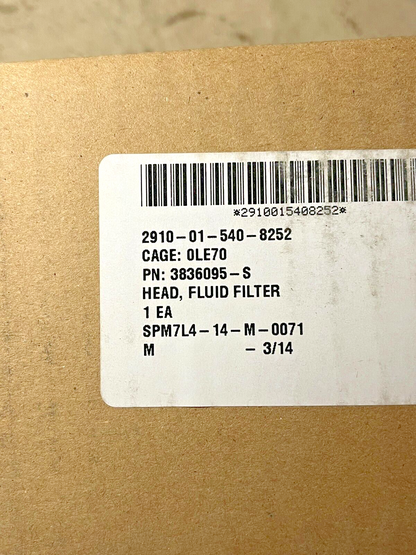 *2910015408252*
2910-01-540-8252
CAGE: 0LE70
PN: 3836095-S
HEAD, FLUID FILTER
1 EA
SPM7L4-14-M-0071
M - 3/14